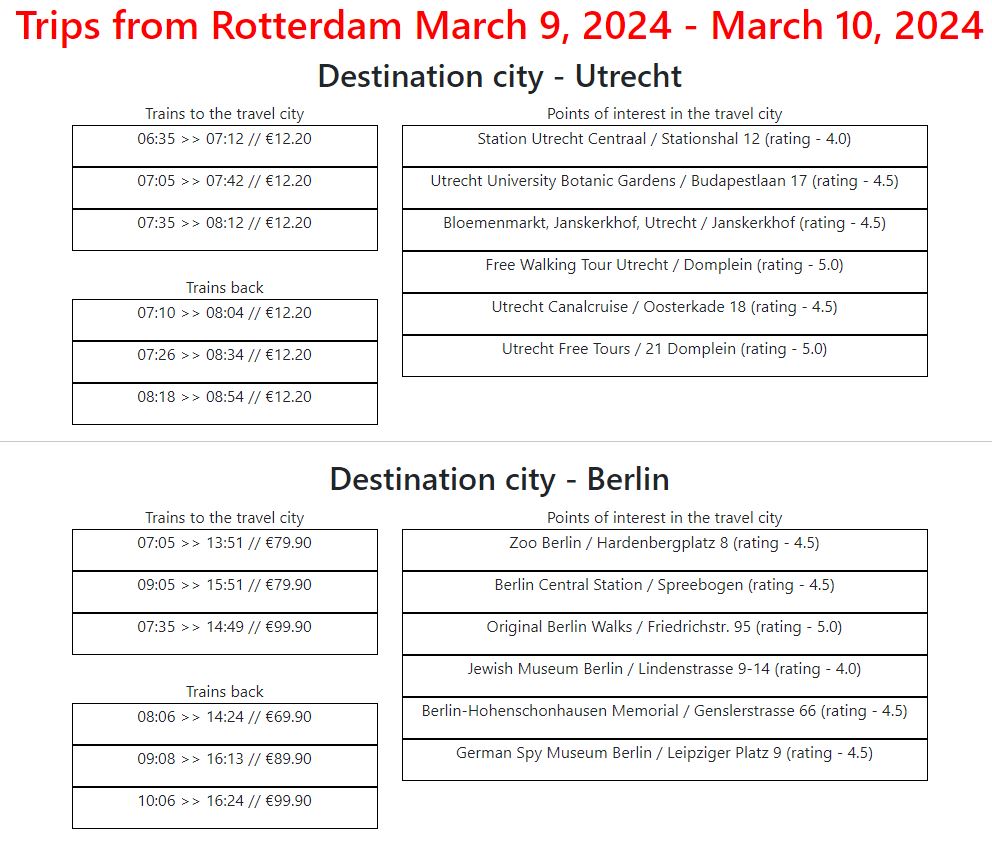 Trips from Rotterdam March 9, 2024 - March 10, 2024
Destination city - Utrecht
Trains to the travel city
06:35 >> 07:12 // €12.20
07:05 >> 07:42 // €12.20
07:35 >> 08:12 // €12.20
Trains back
07:10 >> 08:04 // €12.20
07:26 >> 08:34 // €12.20
08:18 >> 08:54 // €12.20
Points of interest in the travel city
Station Utrecht Centraal / Stationshal 12 (rating - 4.0)
Utrecht University Botanic Gardens / Budapestlaan 17 (rating - 4.5)
Bloemenmarkt, Janskerkhof, Utrecht / Janskerkhof (rating - 4.5)
Free Walking Tour Utrecht / Domplein (rating - 5.0)
Utrecht Canalcruise / Oosterkade 18 (rating - 4.5)
Utrecht Free Tours / 21 Domplein (rating - 5.0)
Destination city - Berlin
Trains to the travel city
07:05 >> 13:51 // €79.90
09:05 >> 15:51 // €79.90
07:35 >> 14:49 // €99.90
Trains back
08:06 >> 14:24 // €69.90
09:08 >> 16:13 // €89.90
10:06 >> 16:24 // €99.90
Points of interest in the travel city
Zoo Berlin / Hardenbergplatz 8 (rating - 4.5)
Berlin Central Station / Spreebogen (rating - 4.5)
Original Berlin Walks / Friedrichstr. 95 (rating - 5.0)
Jewish Museum Berlin / Lindenstrasse 9-14 (rating - 4.0)
Berlin-Hohenschonhausen Memorial / Genslerstrasse 66 (rating - 4.5)
German Spy Museum Berlin / Leipziger Platz 9 (rating - 4.5)